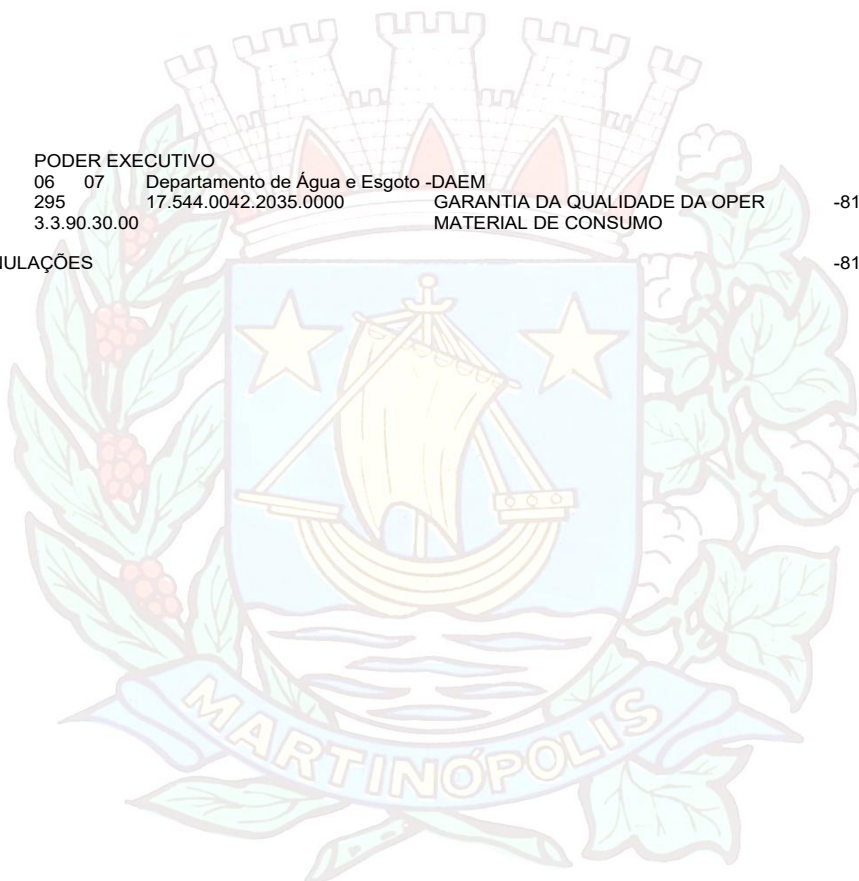 PODER EXECUTIVO
06 07 Departamento de Água e Esgoto -DAEM
295 17.544.0042.2035.0000 GARANTIA DA QUALIDADE DA OPER -81
3.3.90.30.00 MATERIAL DE CONSUMO
ULAÇÕES -81
MARTINÓPOLIS